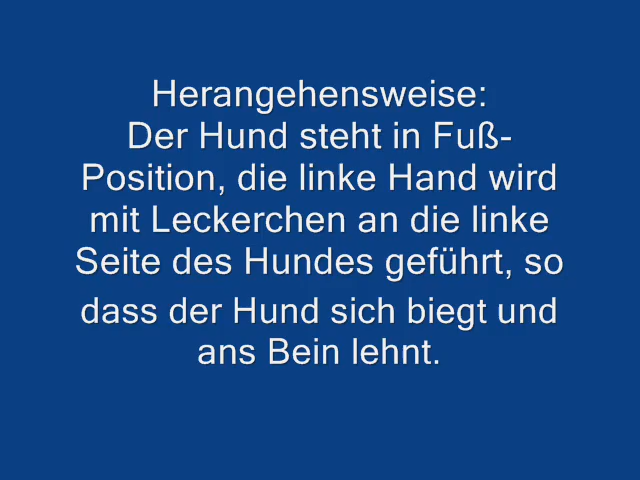 Herangehensweise:
Der Hund steht in Fuß-
Position, die linke Hand wird
mit Leckerchen an die linke
Seite des Hundes geführt, so
dass der Hund sich biegt und
ans Bein lehnt.